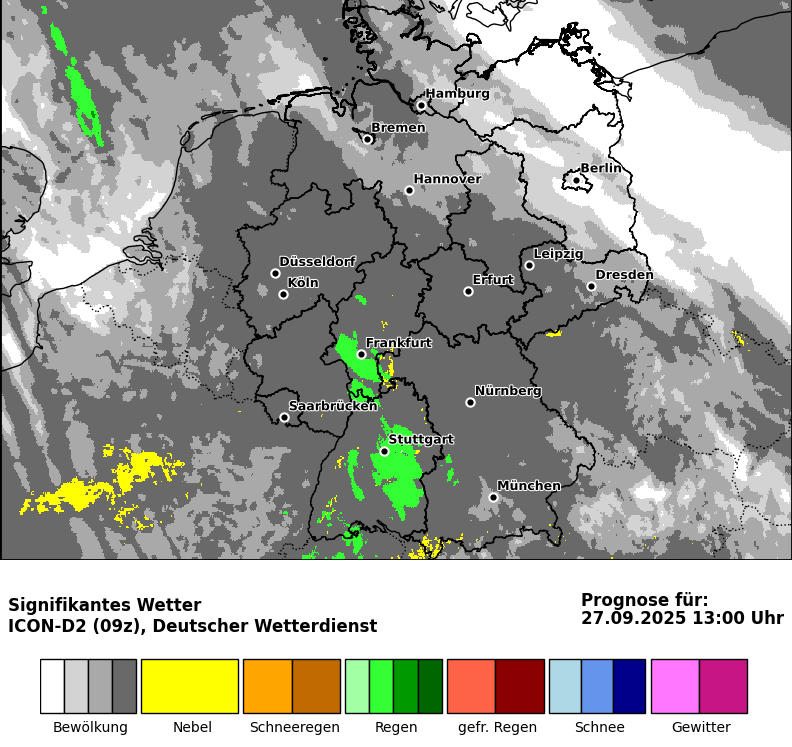 Hamburg
Bremen
Berlin
Hannover
Leipzig
Düsseldorf
Dresden
Köln
Erfurt
Frankfurt
Nürnberg
Saarbrücken
Stuttgart
München
Signifikantes Wetter
ICON-D2 (09z), Deutscher Wetterdienst
Prognose für:
27.09.2025 13:00 Uhr
Bewölkung Nebel Schneeregen Regen gefr. Regen Schnee Gewitter